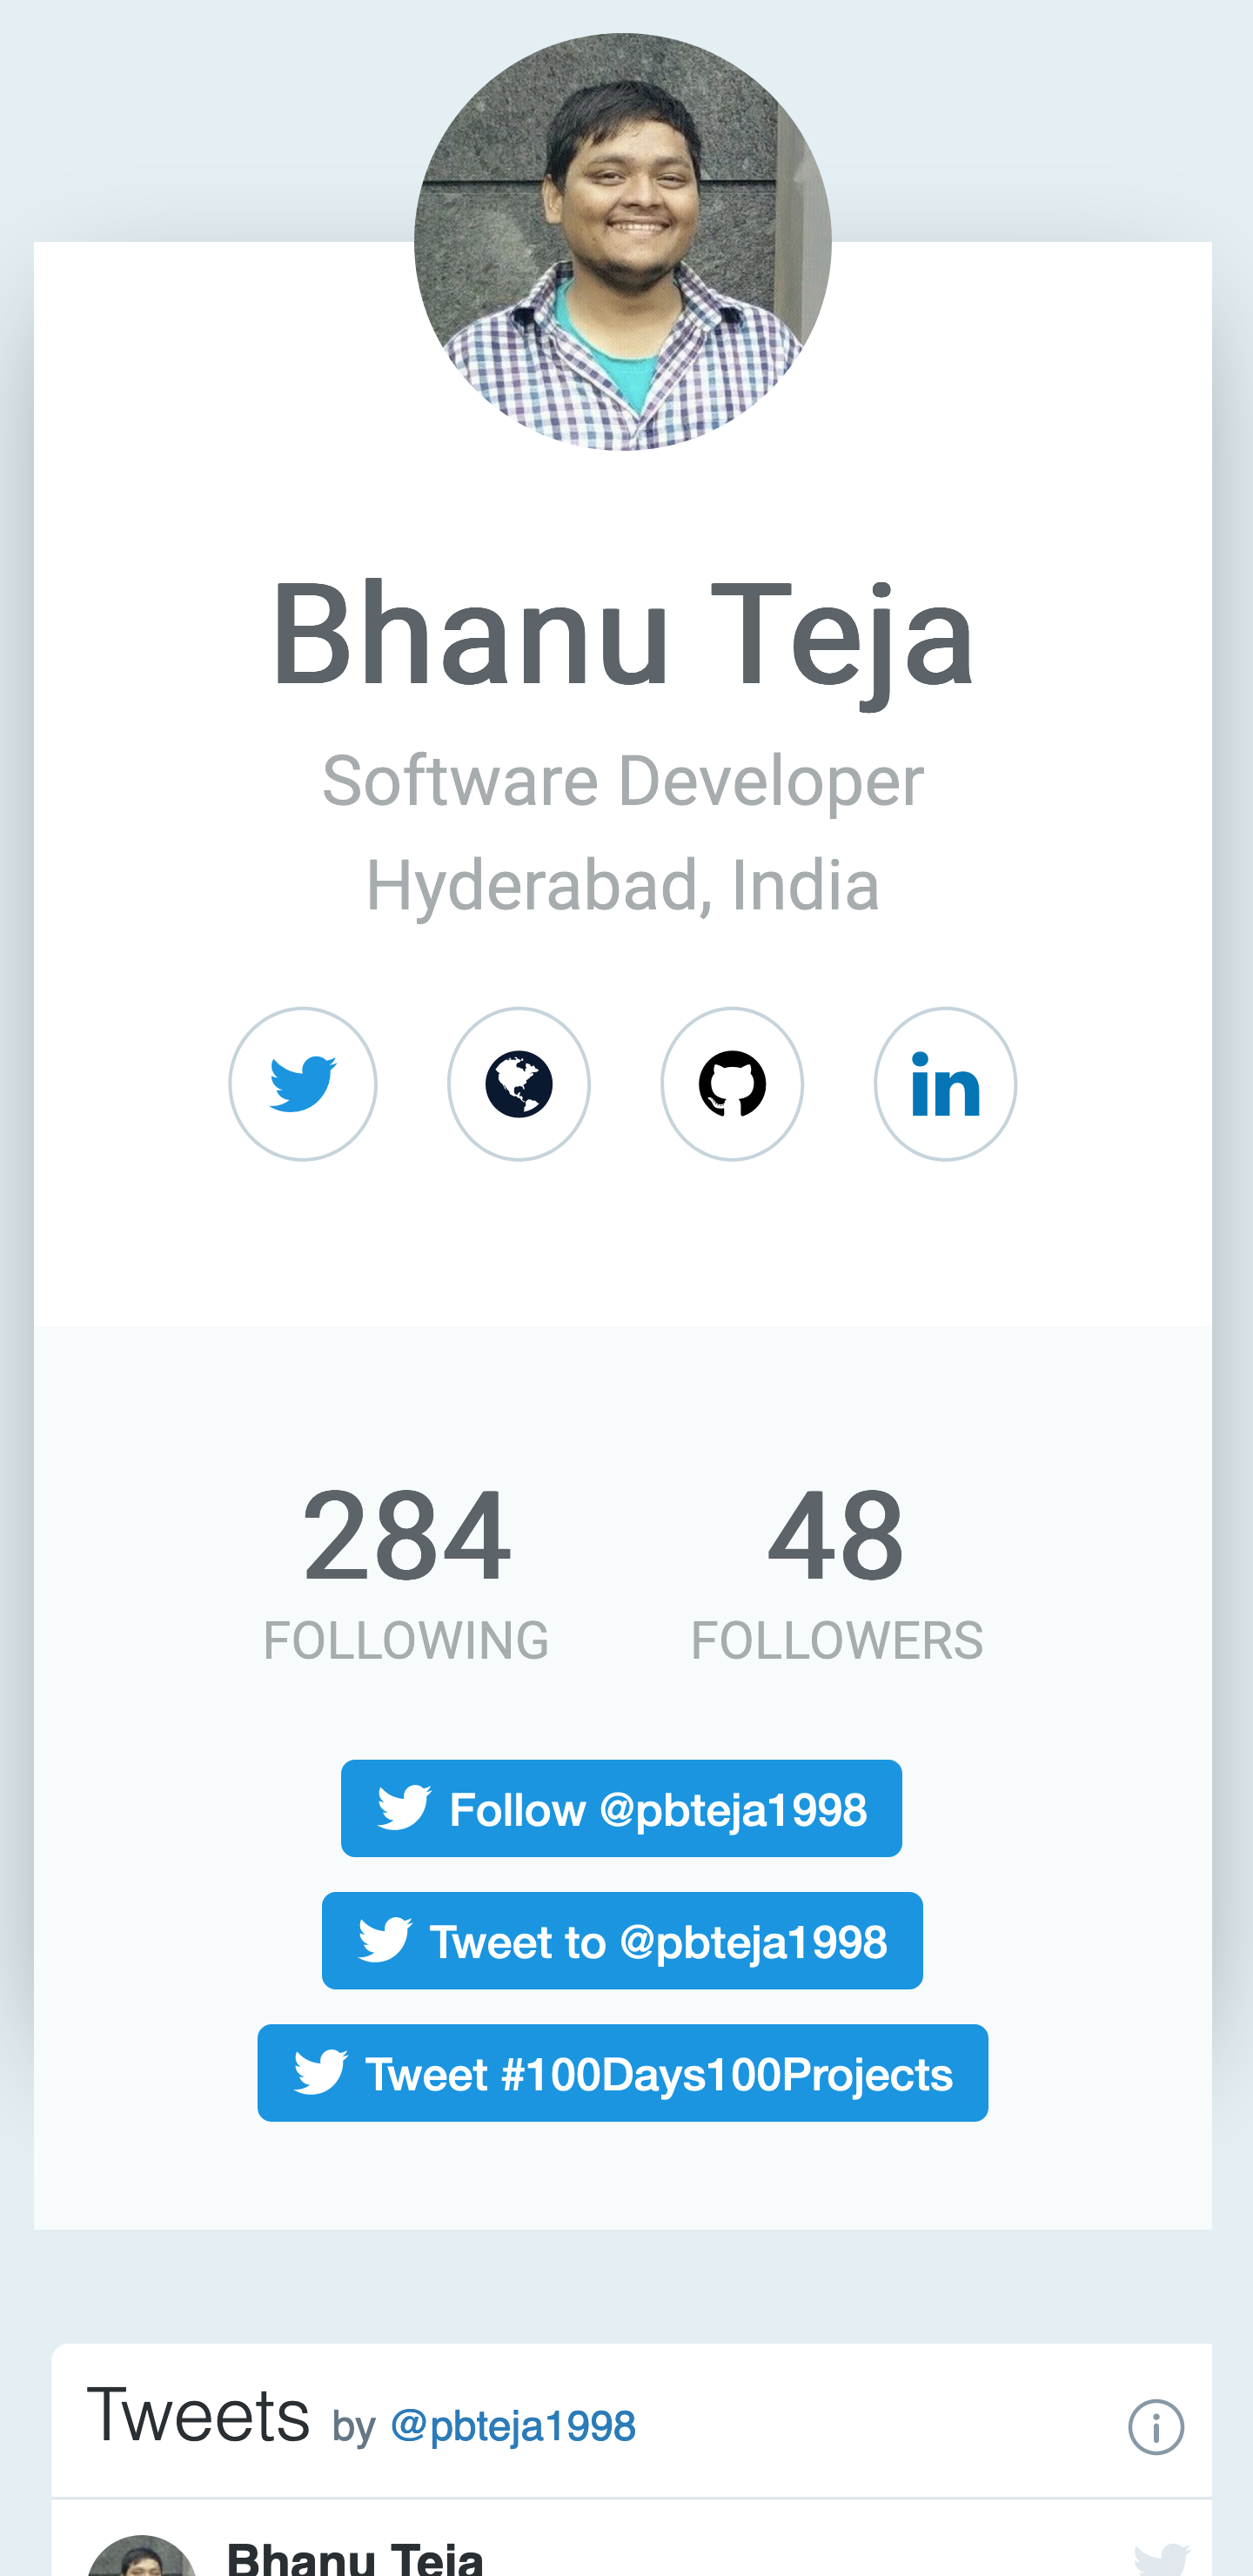 Bhanu Teja
Software Developer
Hyderabad, India
in
284 48
FOLLOWING FOLLOWERS
Follow @pbteja1998
Tweet to @pbteja1998
Tweet #100Days100Projects
Tweets by @pbteja1998
Bhanu Teja